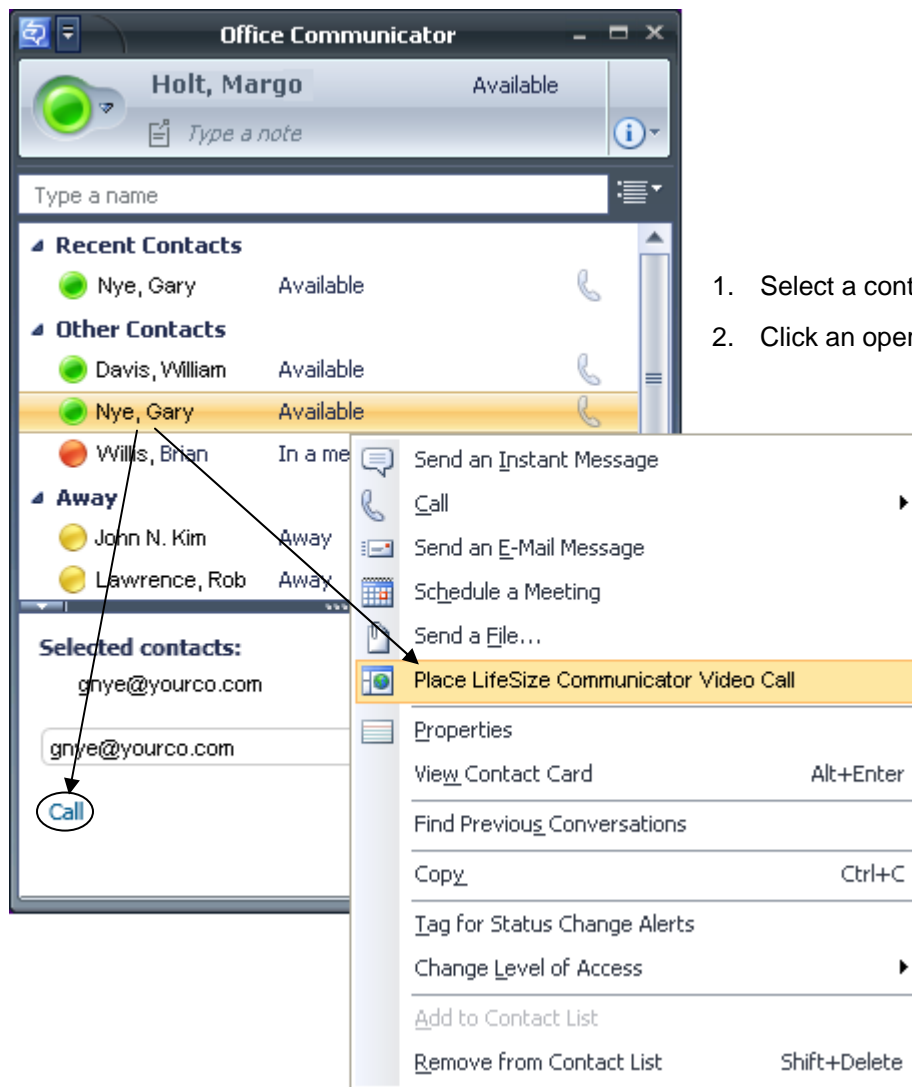 Office Communicator
Holt, Margo Available
Type a note
Type a name
Recent Contacts
Nye, Gary Available
Other Contacts
Davis, William Available
Nye, Gary Available
Willis, Brian In a me
Away
John N. Kim Away
Lawrence, Rob Away
Selected contacts:
gnye@yourco.com
gnye@yourco.com
Call
1. Select a cont
2. Click an oper
Send an Instant Message
Call
Send an E-Mail Message
Schedule a Meeting
Send a File...
Place LifeSize Communicator Video Call
Properties
View Contact Card Alt+Enter
Find Previous Conversations
Copy Ctrl+C
Tag for Status Change Alerts
Change Level of Access
Add to Contact List
Remove from Contact List Shift+Delete